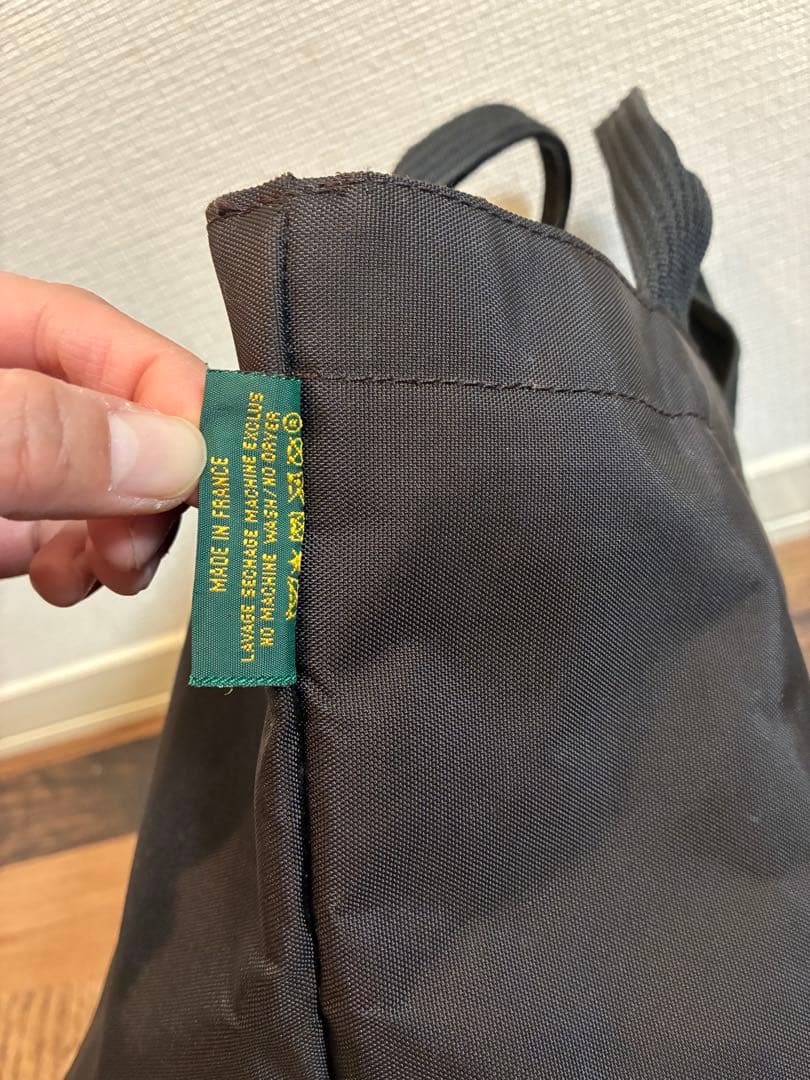 MADE IN FRANCE
LAVAGE SECHAGE MACHINE EXCLUS
NO MACHINE WASH/NO DRYER